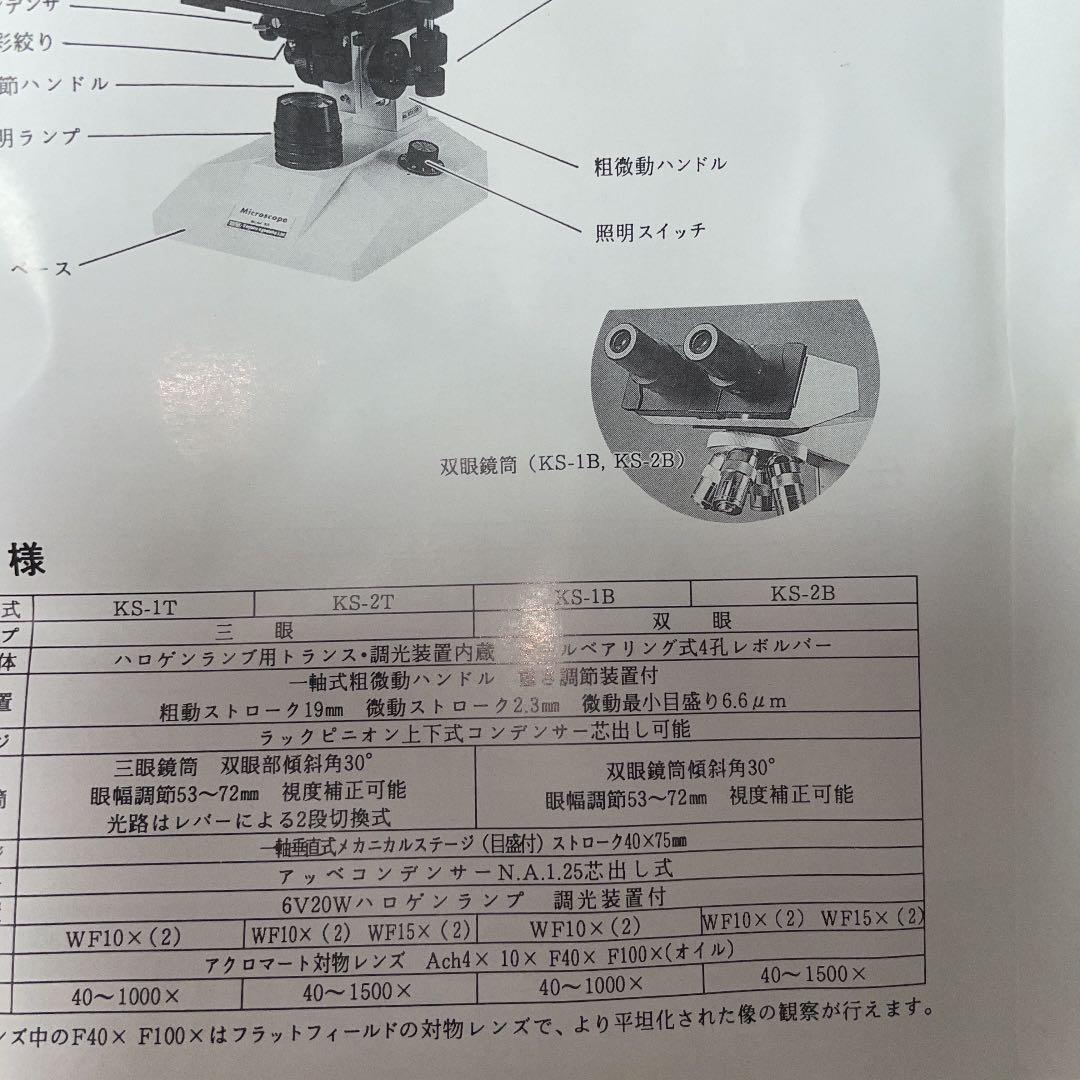 ンデンサ
彩絞り
節ハンドル
明ランプ
粗微動ハンドル
照明スイッチ
ベース
Microscope
双眼鏡筒（KS-1B, KS-2B）
様
式 KS-1T KS-2T KS-1B KS-2B
プ 三 眼 双 眼
体 ハロゲンランプ用トランス・調光装置内蔵 ルベアリング式4孔レボルバー
置 一軸式粗微動ハンドル 重さ調節装置付
粗動ストローク19mm 微動ストローク2.3mm 微動最小目盛り6.6μm
ジ ラックピニオン上下式コンデンサー芯出し可能
筒 三眼鏡筒 双眼部傾斜角30° 双眼鏡筒傾斜角30°
眼幅調節53〜72mm 視度補正可能 眼幅調節53〜72mm 視度補正可能
光路はレバーによる2段切換式
一軸垂直式メカニカルステージ（目盛付）ストローク40×75mm
アッベコンデンサーN.A.1.25芯出し式
6V20Wハロゲンランプ 調光装置付
WF10×（2） WF10×（2） WF15×（2） WF10×（2） WF10×（2） WF15×（2）
アクロマート対物レンズ Ach4× 10× F40× F100×（オイル）
40〜1000× 40〜1500× 40〜1000× 40〜1500×
ンズ中のF40× F100×はフラットフィールドの対物レンズで、より平坦化された像の観察が行えます。